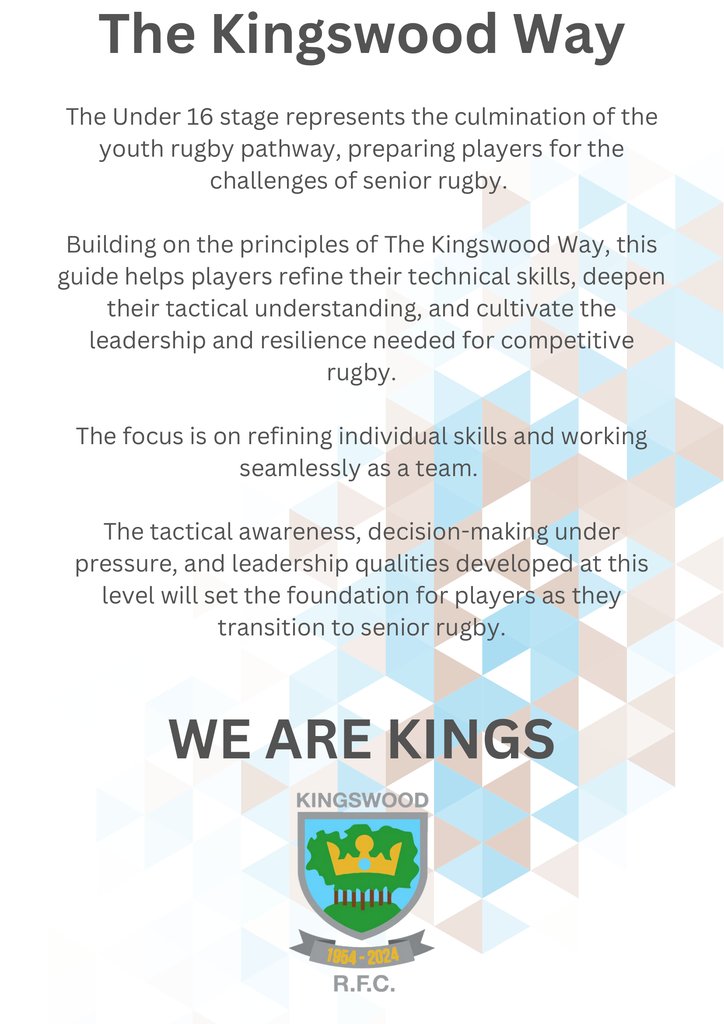 The Kingswood Way
The Under 16 stage represents the culmination of the
youth rugby pathway, preparing players for the
challenges of senior rugby.
Building on the principles of The Kingswood Way, this
guide helps players refine their technical skills, deepen
their tactical understanding, and cultivate the
leadership and resilience needed for competitive
rugby.
The focus is on refining individual skills and working
seamlessly as a team.
The tactical awareness, decision-making under
pressure, and leadership qualities developed at this
level will set the foundation for players as they
transition to senior rugby.
WE ARE KINGS
KINGSWOOD
1954 - 2024
R.F.C.